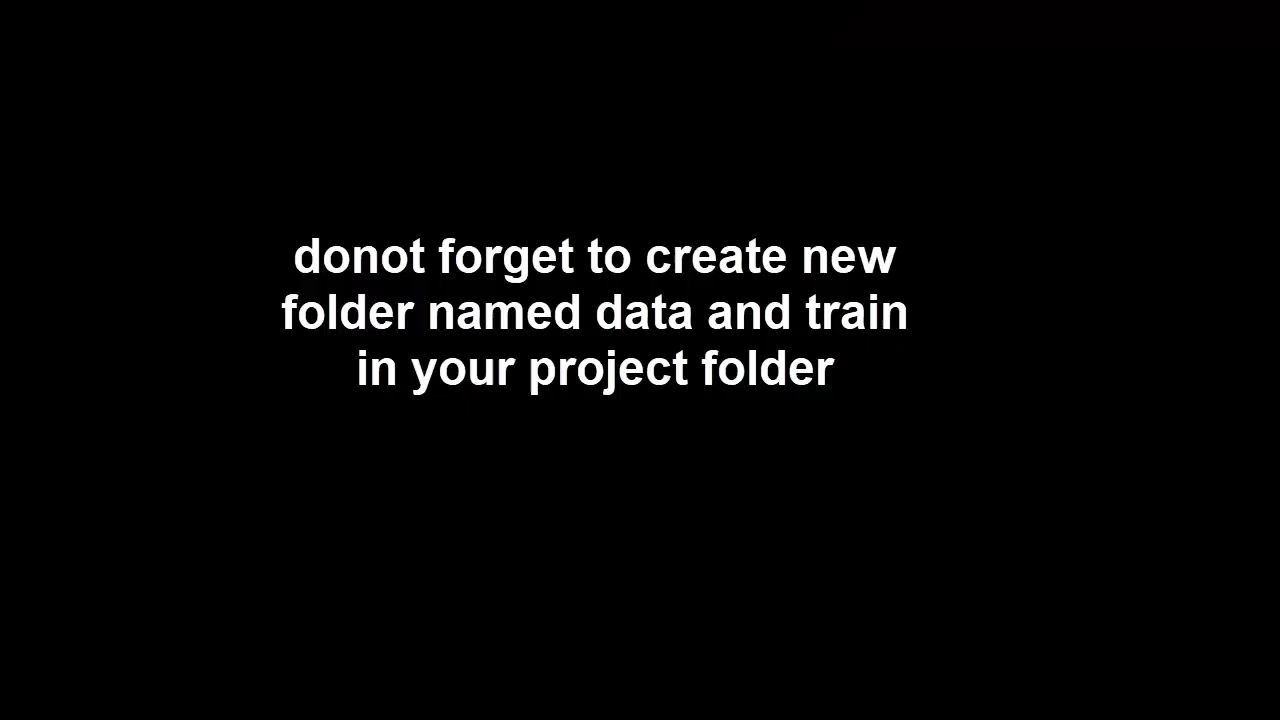 donot forget to create new
folder named data and train
in your project folder